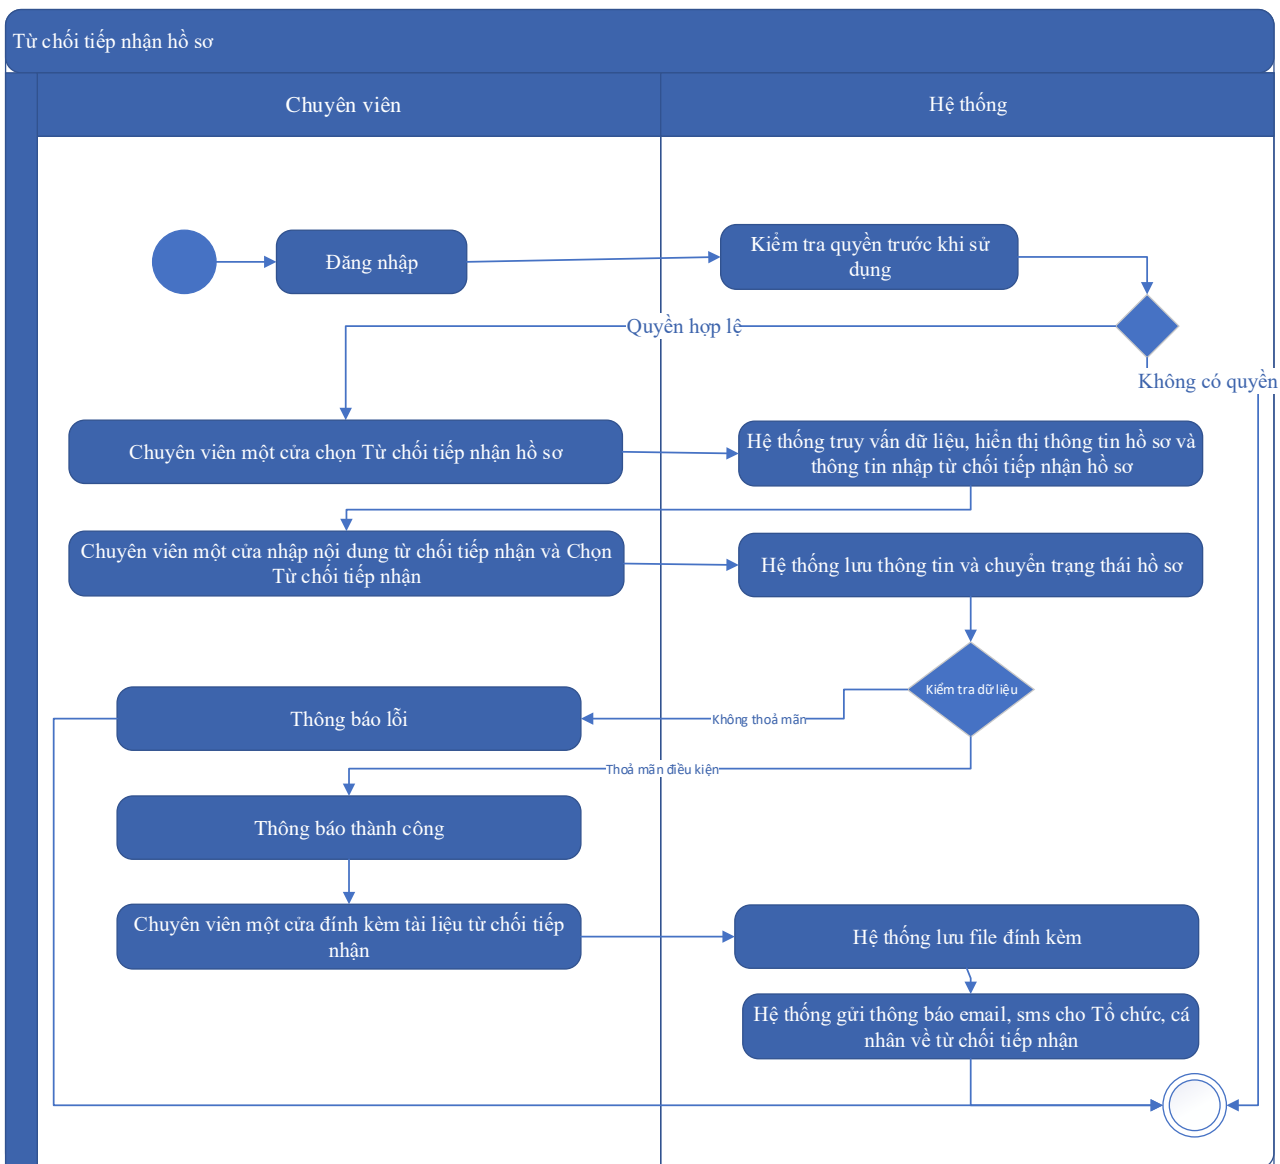 Từ chối tiếp nhận hồ sơ
Chuyên viên
Hệ thống
Đăng nhập
Kiểm tra quyền trước khi sử
dụng
Quyền hợp lệ
Không có quyền
Chuyên viên một cửa chọn Từ chối tiếp nhận hồ sơ
Hệ thống truy vấn dữ liệu, hiển thị thông tin hồ sơ và
thông tin nhập từ chối tiếp nhận hồ sơ
Chuyên viên một cửa nhập nội dung từ chối tiếp nhận và Chọn
Từ chối tiếp nhận
Hệ thống lưu thông tin và chuyển trạng thái hồ sơ
Kiểm tra dữ liệu
Không thoả mãn
Thông báo lỗi
Thoả mãn điều kiện
Thông báo thành công
Chuyên viên một cửa đính kèm tài liệu từ chối tiếp
nhận
Hệ thống lưu file đính kèm
Hệ thống gửi thông báo email, sms cho Tổ chức, cá
nhân về từ chối tiếp nhận